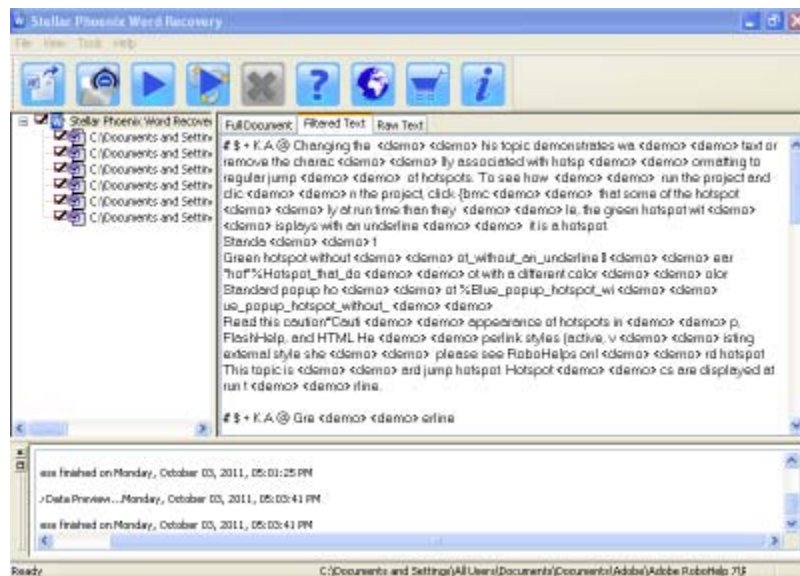 Stellar Phoenix Word Recovery
File View Tools Help
Stellar Phoenix Word Recover
C:\Documents and Settin
C:\Documents and Settin
C:\Documents and Settin
C:\Documents and Settin
C:\Documents and Settin
Full Document Filtered Text Raw Text
# $ + K A @ Changing the <demo> <demo> his topic demonstrates wa <demo> <demo> text or
remove the charac <demo> <demo> lly associated with hotsp <demo> <demo> ormatting to
regular jump <demo> <demo> of hotspots. To see how <demo> <demo> run the project and
clic <demo> <demo> n the project, click {bmc <demo> <demo> that some of the hotspot
<demo> <demo> ly at run time than they <demo> <demo> le, the green hotspot wit <demo>
<demo> isplays with an underline <demo> <demo> it is a hotspot
Standa <demo> <demo> t
Green hotspot without <demo> <demo> ot_without_an_underline <demo> <demo> ear
"hot"%Hotspot_that_do <demo> <demo> ot with a different color <demo> <demo> olor
Standard popup ho <demo> <demo> ot %Blue_popup_hotspot_wi <demo> <demo>
ue_popup_hotspot_without_ <demo> <demo>
Read this caution"Cauti <demo> <demo> appearance of hotspots in <demo> <demo> p,
FlashHelp, and HTML He <demo> <demo> perlink styles (active, v <demo> <demo> isting
external style she <demo> <demo> please see RoboHelps onl <demo> <demo> rd hotspot
This topic is <demo> <demo> ard jump hotspot Hotspot <demo> <demo> cs are displayed at
run t <demo> <demo> rline.
# $ + K A @ Gre <demo> <demo> erline
ess finished on Monday, October 03, 2011, 05:01:25 PM
Data Preview...Monday, October 03, 2011, 05:03:41 PM
ess finished on Monday, October 03, 2011, 05:03:41 PM
Ready C:\Documents and Settings\All Users\Documents\Documents\Adobe\Adobe RoboHelp 7\F